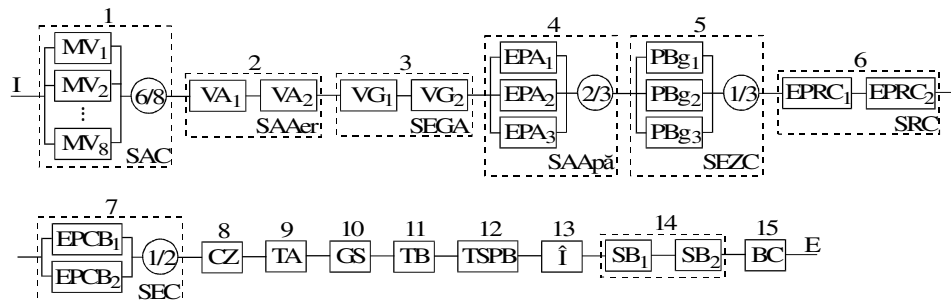 1
MV1
MV2
⋮
MV8
6/8
SAC
I
2
VA1
VA2
SAAer
3
VG1
VG2
SEGA
4
EPA1
EPA2
EPA3
2/3
SAApă
5
PBg1
PBg2
PBg3
1/3
SEZC
6
EPRC1
EPRC2
SRC
7
EPCB1
EPCB2
1/2
SEC
8
CZ
9
TA
10
GS
11
TB
12
TSPB
13
Î
14
SB1
SB2
15
BC
E